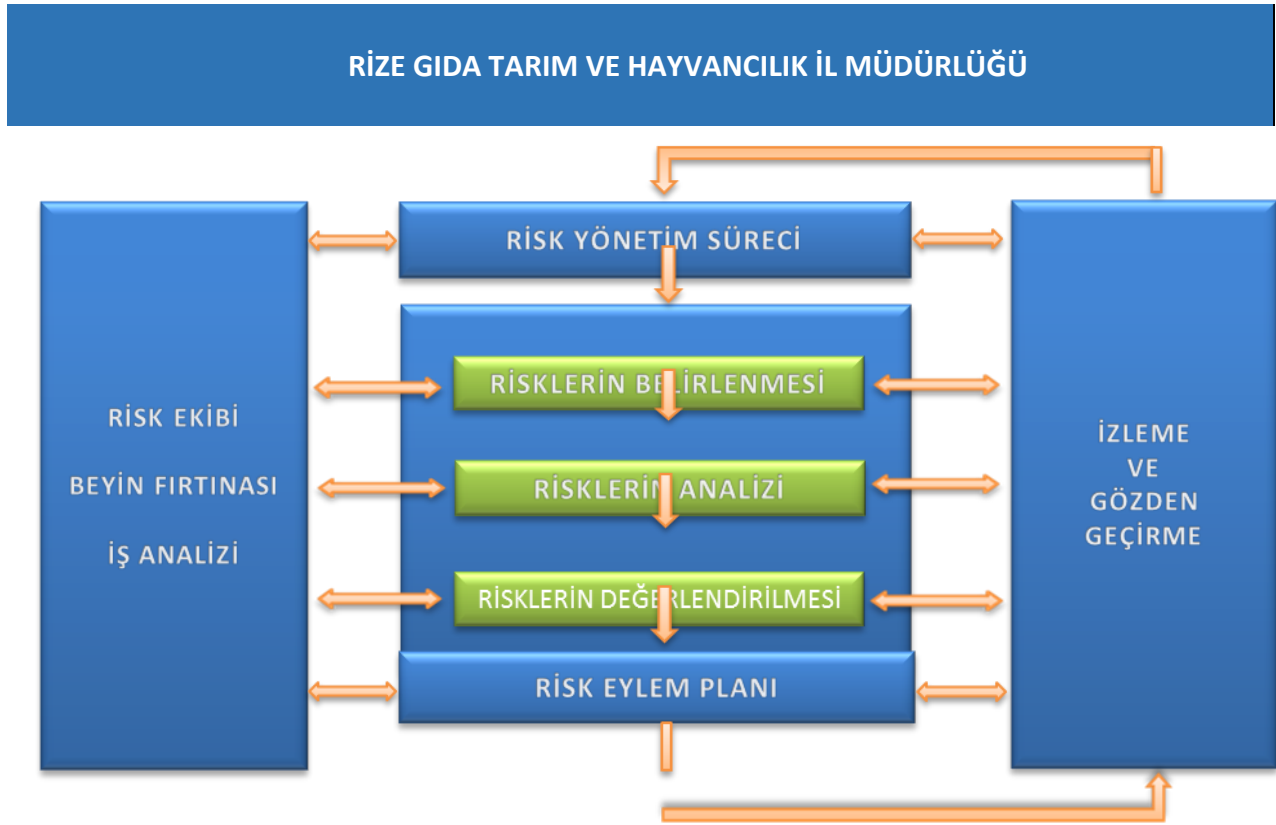 RİZE GIDA TARIM VE HAYVANCILIK İL MÜDÜRLÜĞÜ
RİSK EKİBİ
BEYİN FIRTINASI
İŞ ANALİZİ
RİSK YÖNETİM SÜRECİ
RİSKLERİN BELİRLENMESİ
RİSKLERİN ANALİZİ
RİSKLERİN DEĞERLENDİRİLMESİ
RİSK EYLEM PLANI
İZLEME
VE
GÖZDEN
GEÇİRME